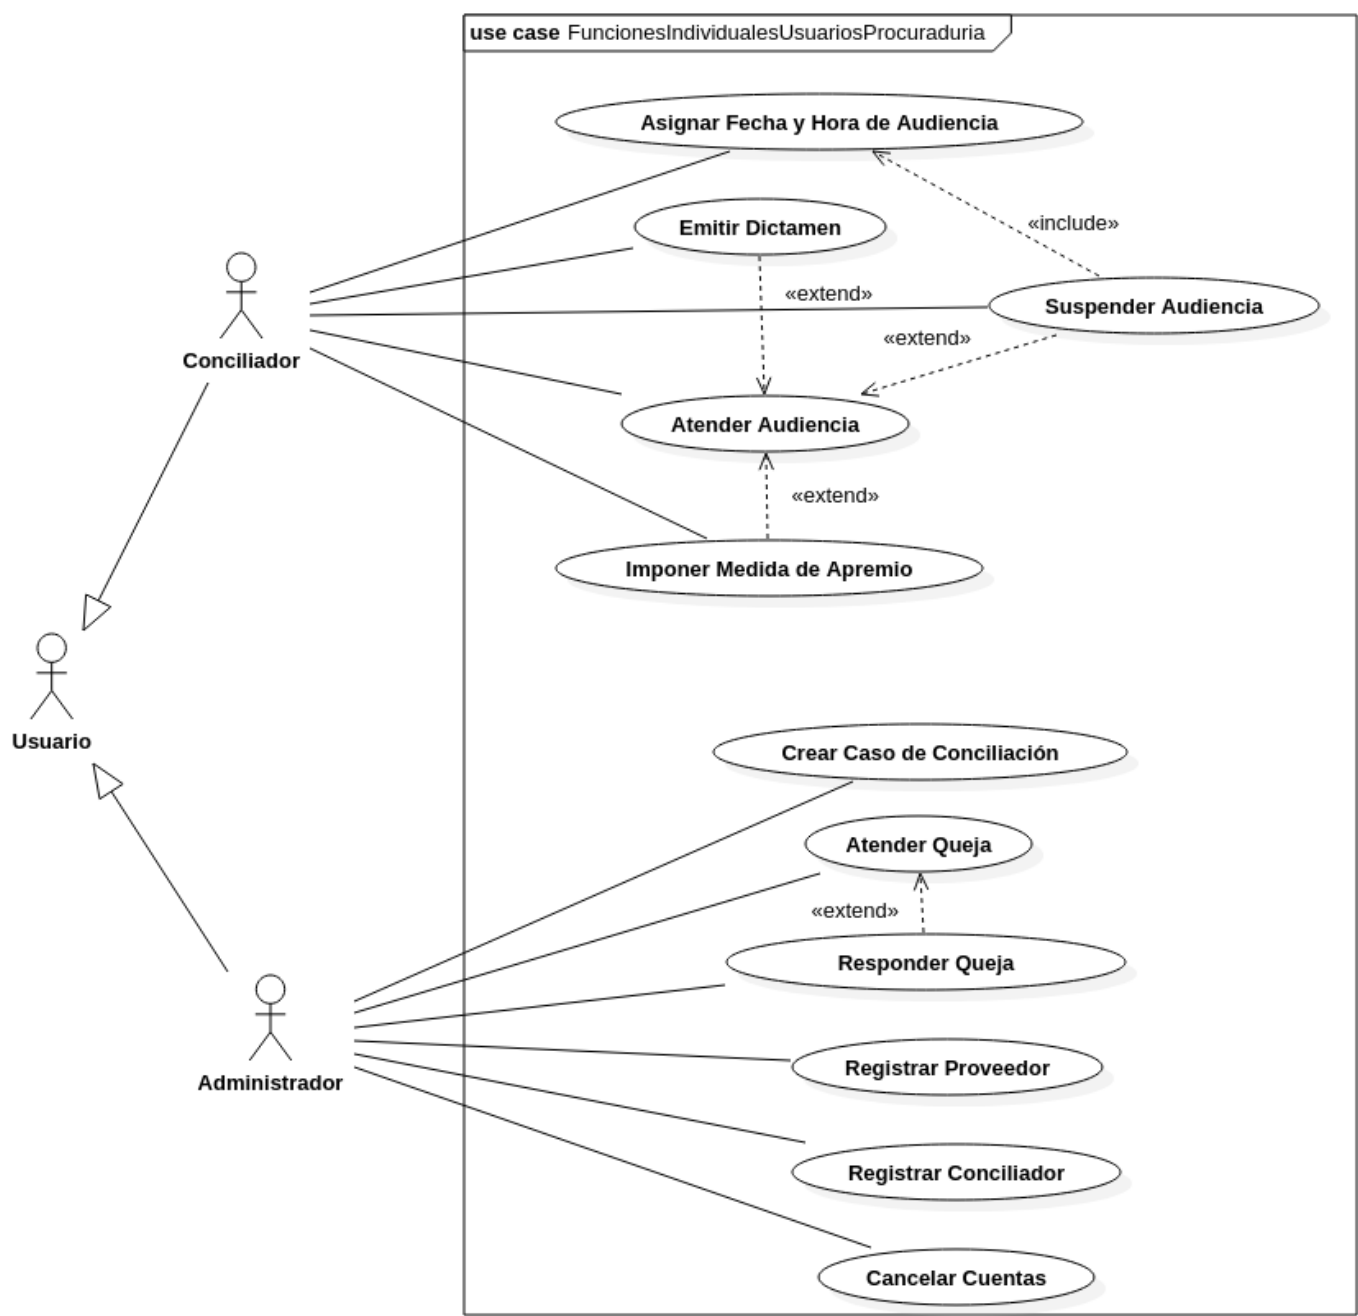 use case FuncionesIndividualesUsuariosProcuraduria
Asignar Fecha y Hora de Audiencia
Emitir Dictamen
«include»
«extend»
Suspender Audiencia
«extend»
Conciliador
Atender Audiencia
«extend»
Imponer Medida de Apremio
Usuario
Crear Caso de Conciliación
Atender Queja
«extend»
Responder Queja
Registrar Proveedor
Administrador
Registrar Conciliador
Cancelar Cuentas